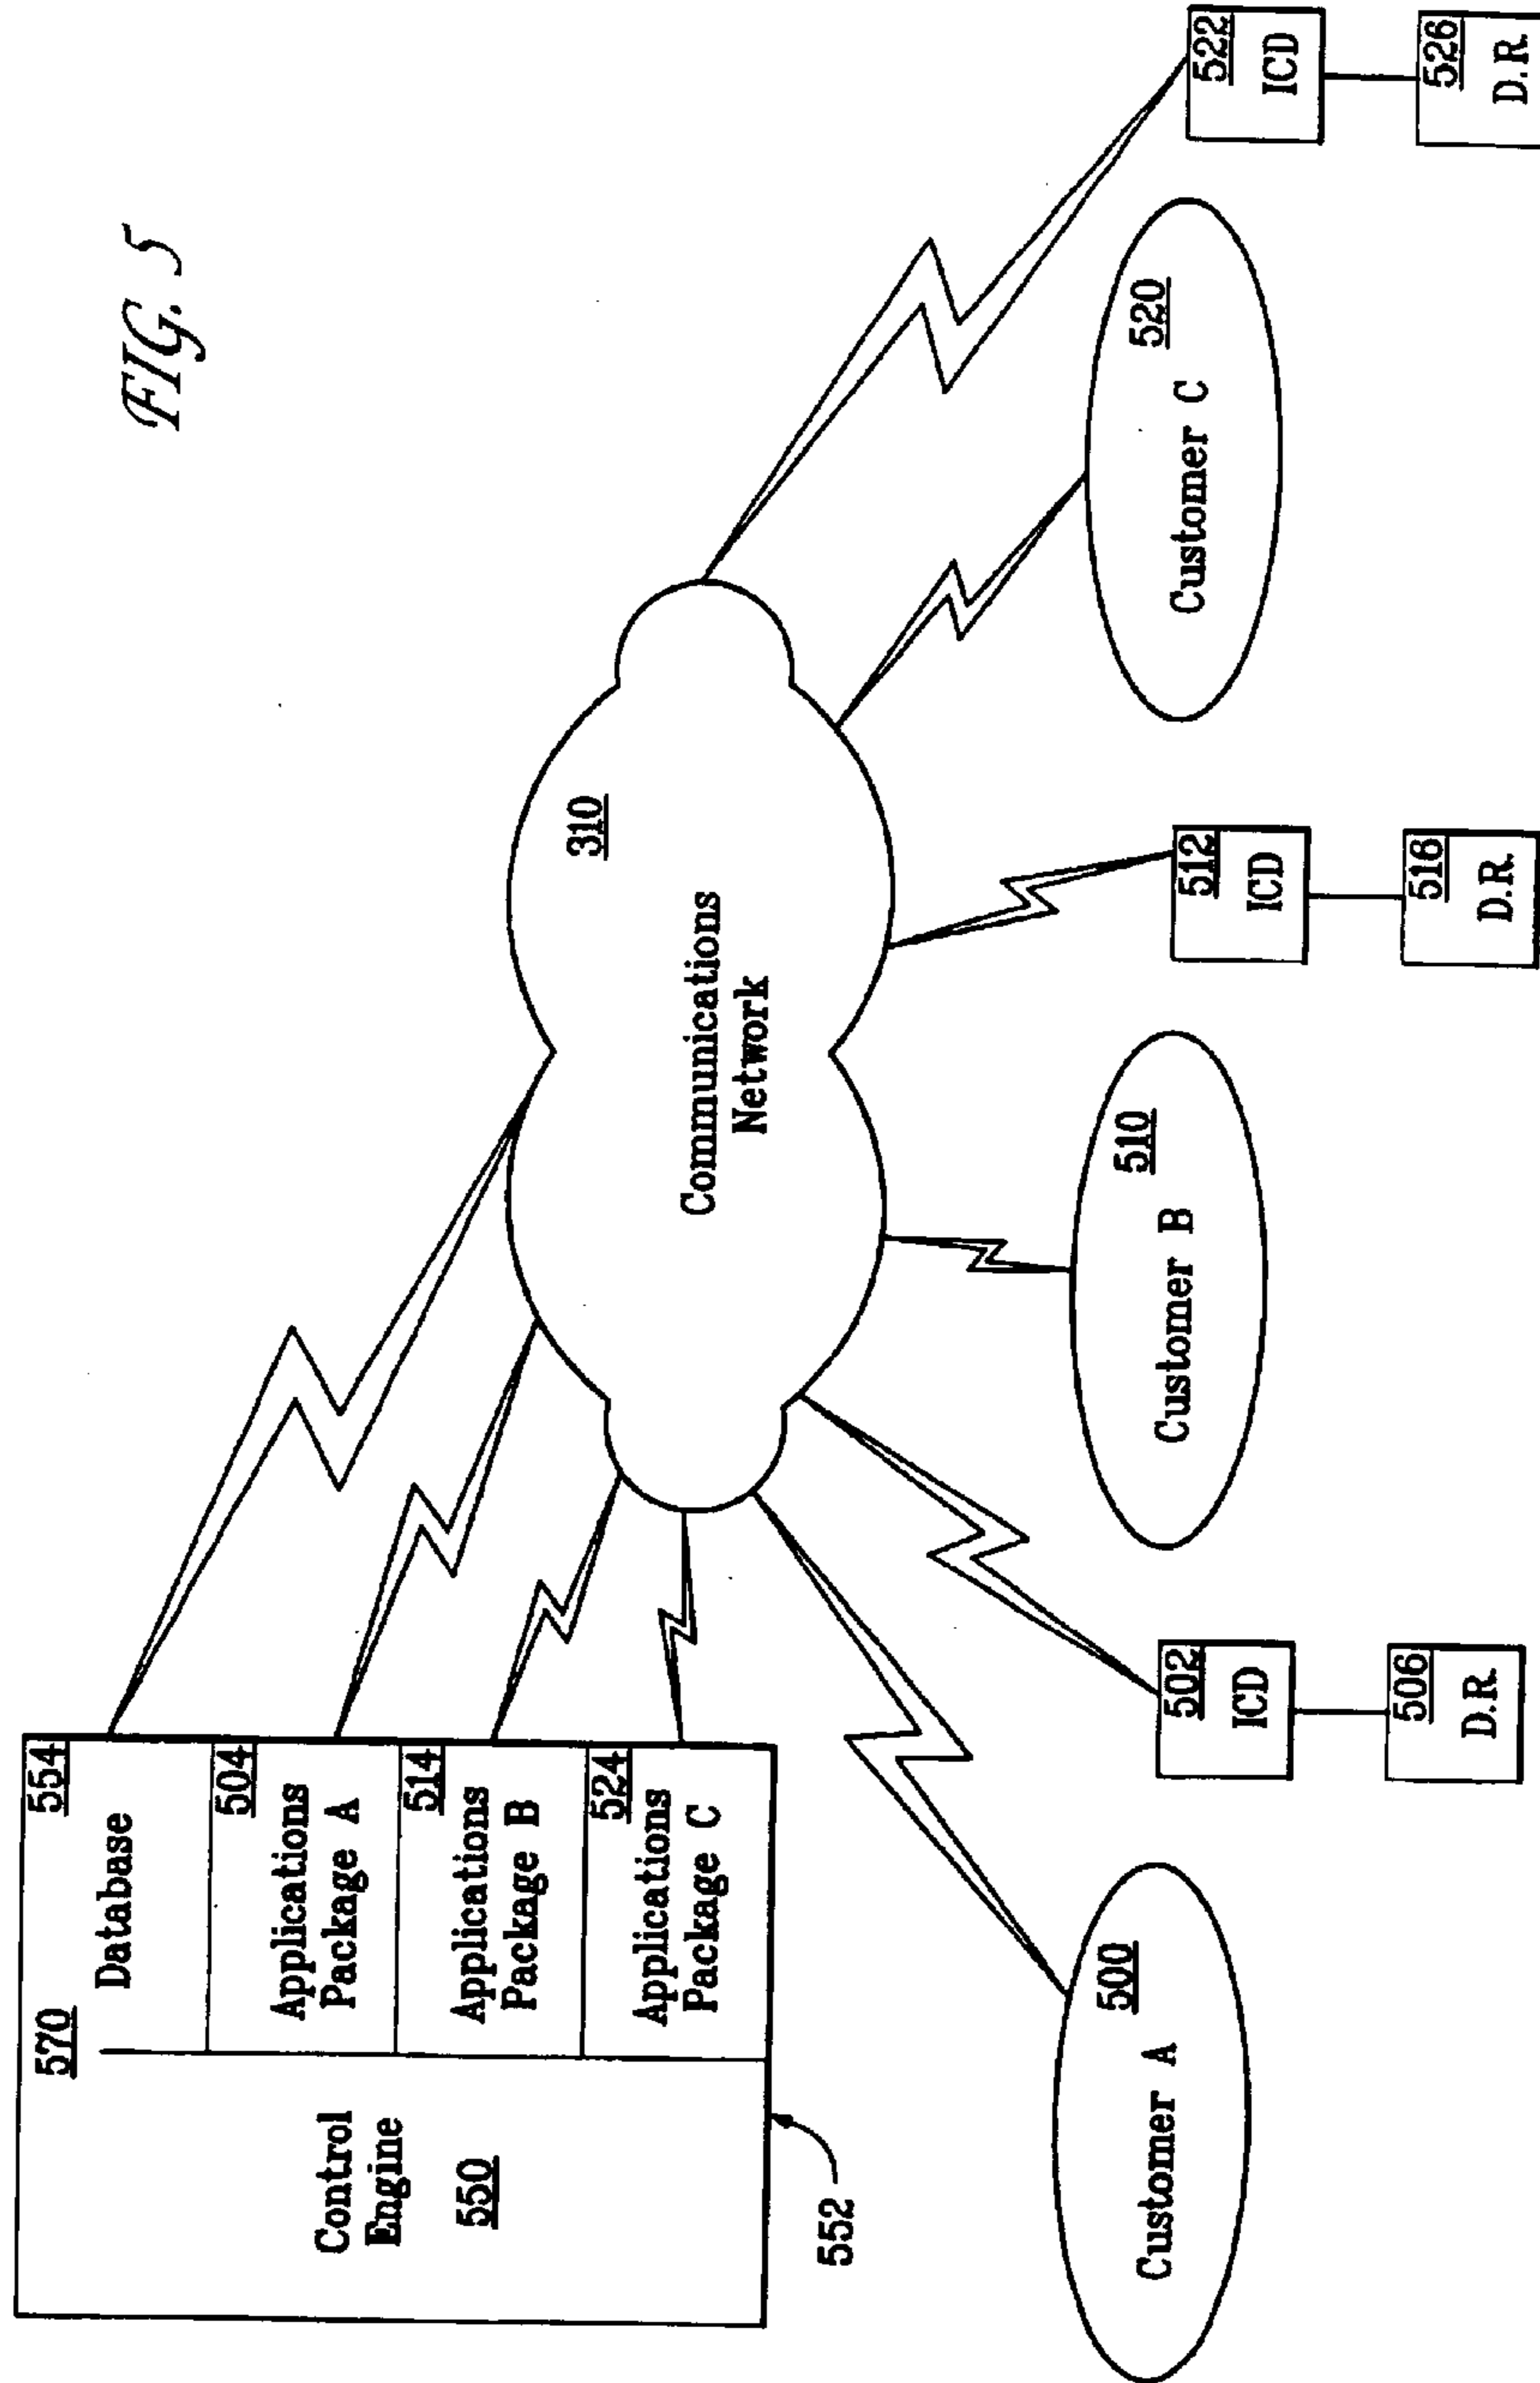 FIG. 5
570
554
Database
504
Applications
Package A
514
Applications
Package B
524
Applications
Package C
Control
Engine
550
552
310
Communications
Network
500
Customer A
502
ICD
506
D.R.
510
Customer B
512
ICD
516
D.R.
520
Customer C
522
ICD
526
D.R.